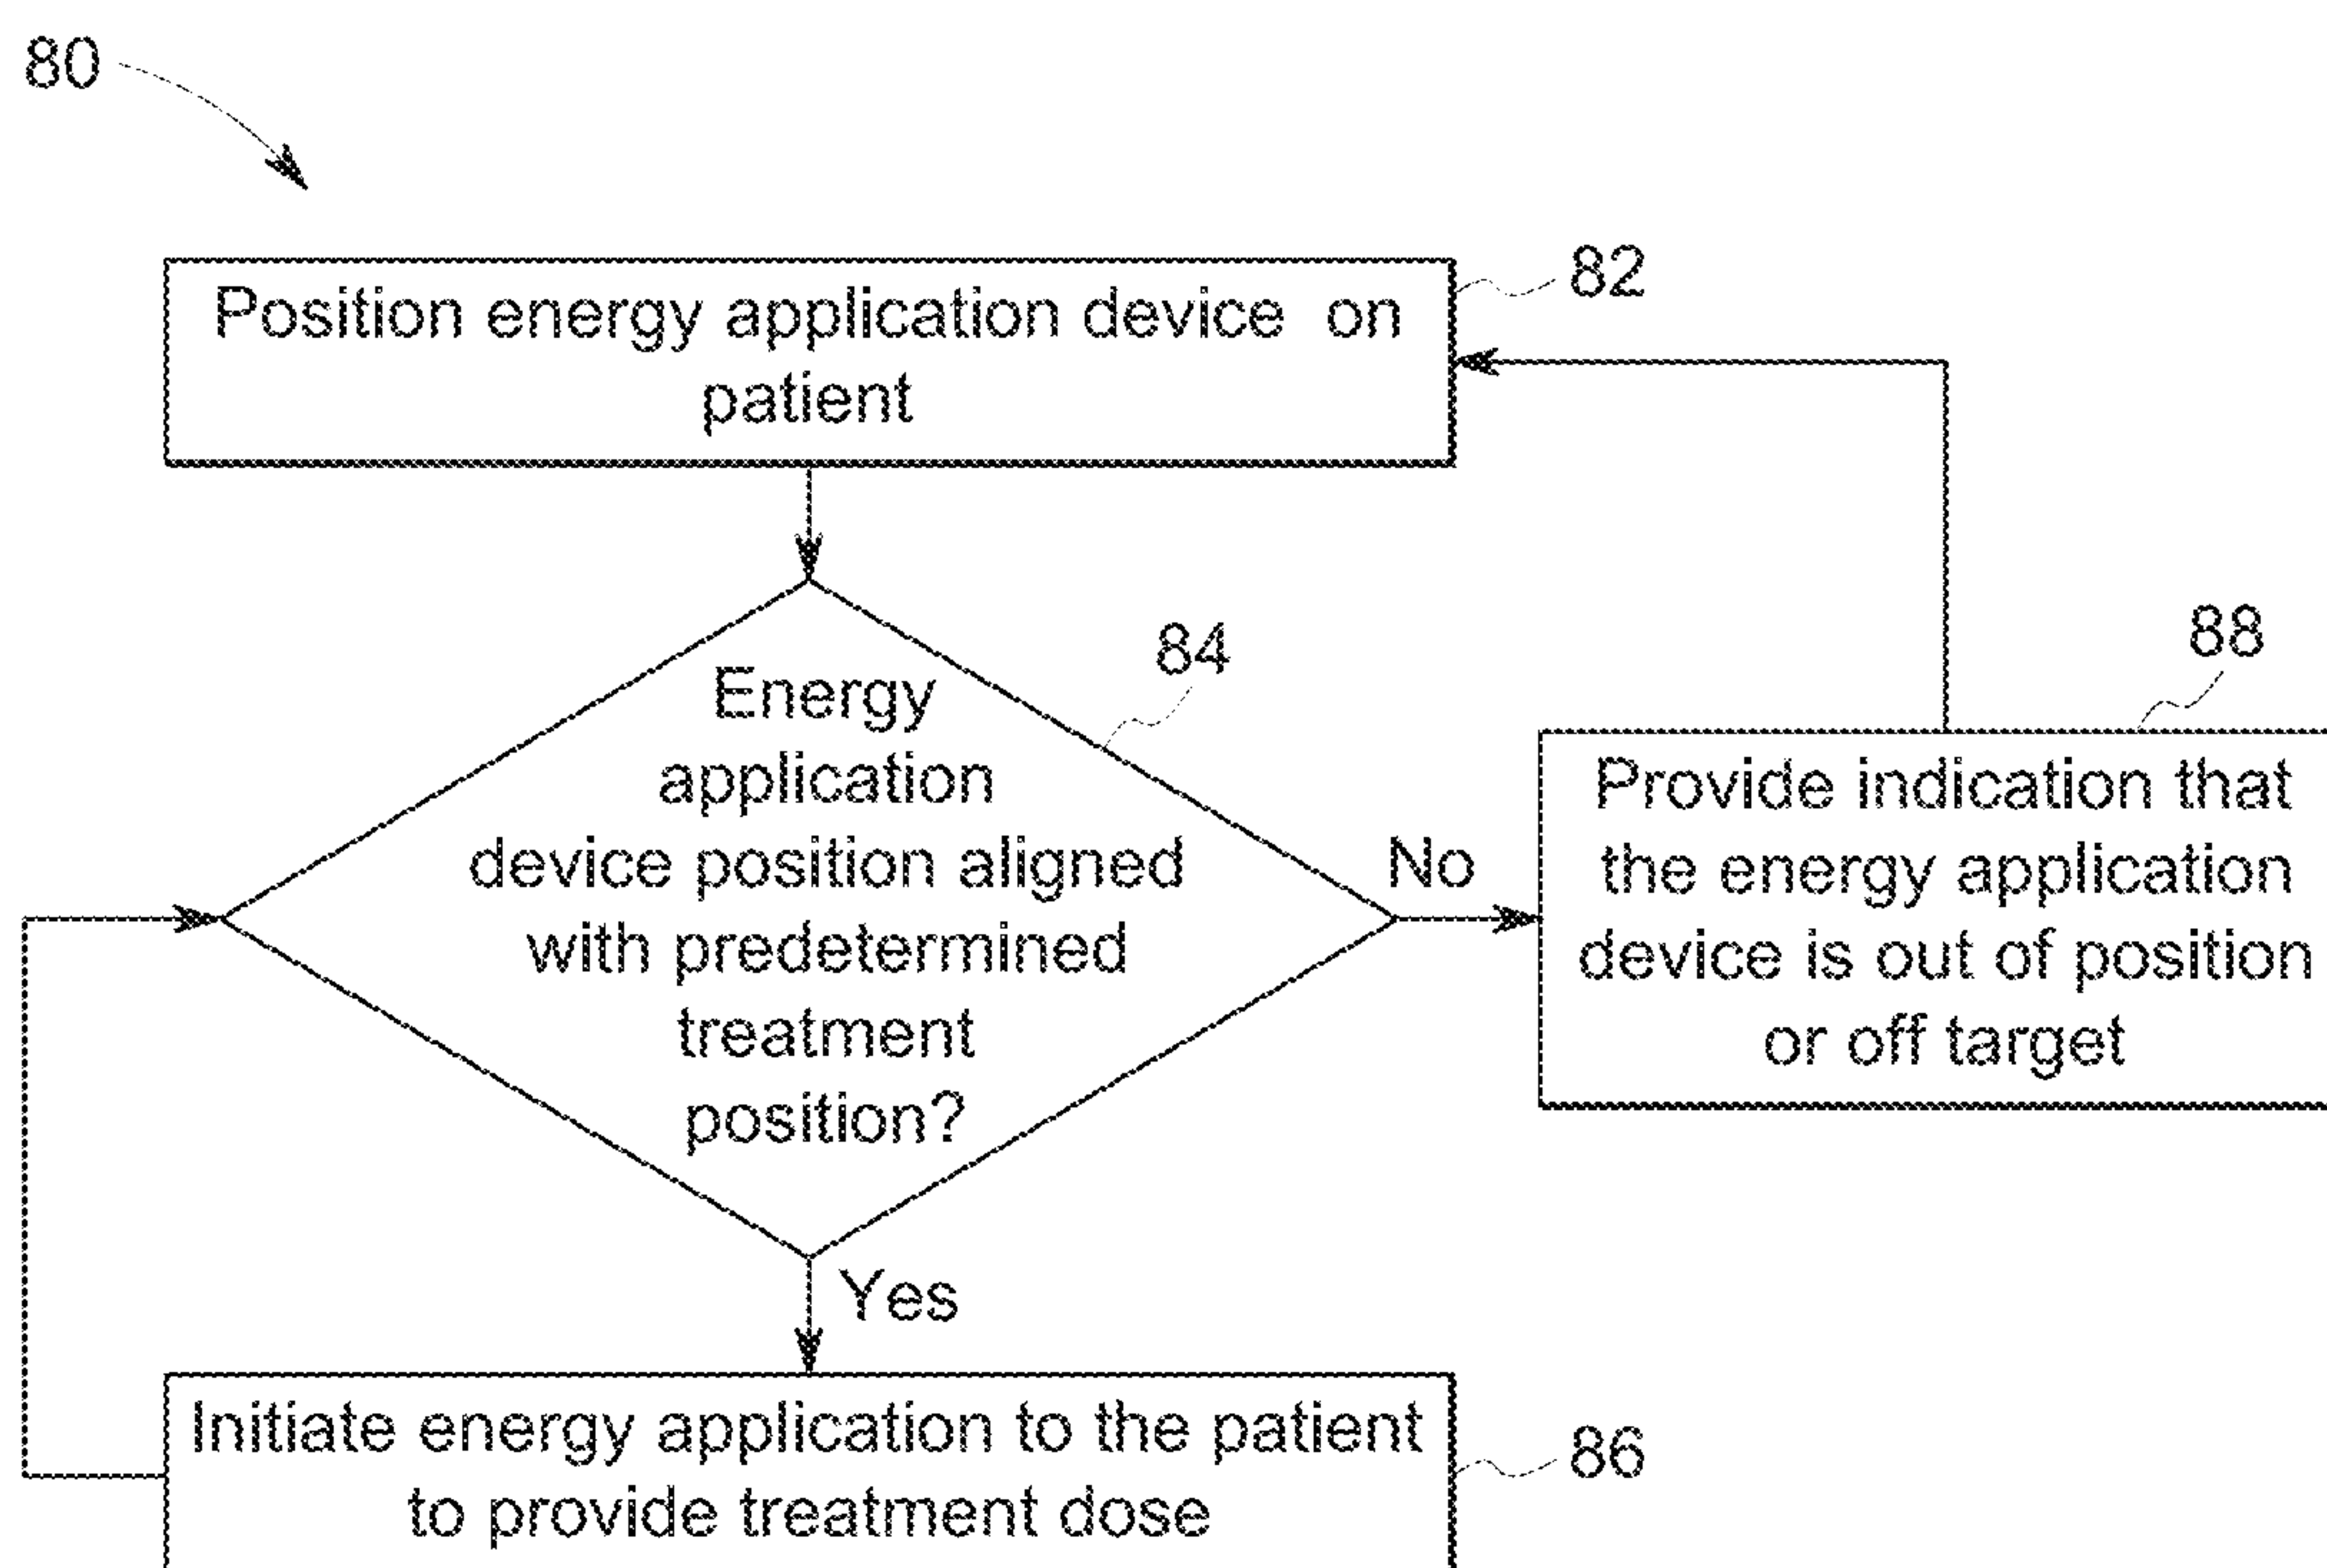 80
82
Position energy application device on
patient
84
88
Energy
application
device position aligned
with predetermined
treatment
position?
No
Provide indication that
the energy application
device is out of position
or off target
Yes
Initiate energy application to the patient
to provide treatment dose
86